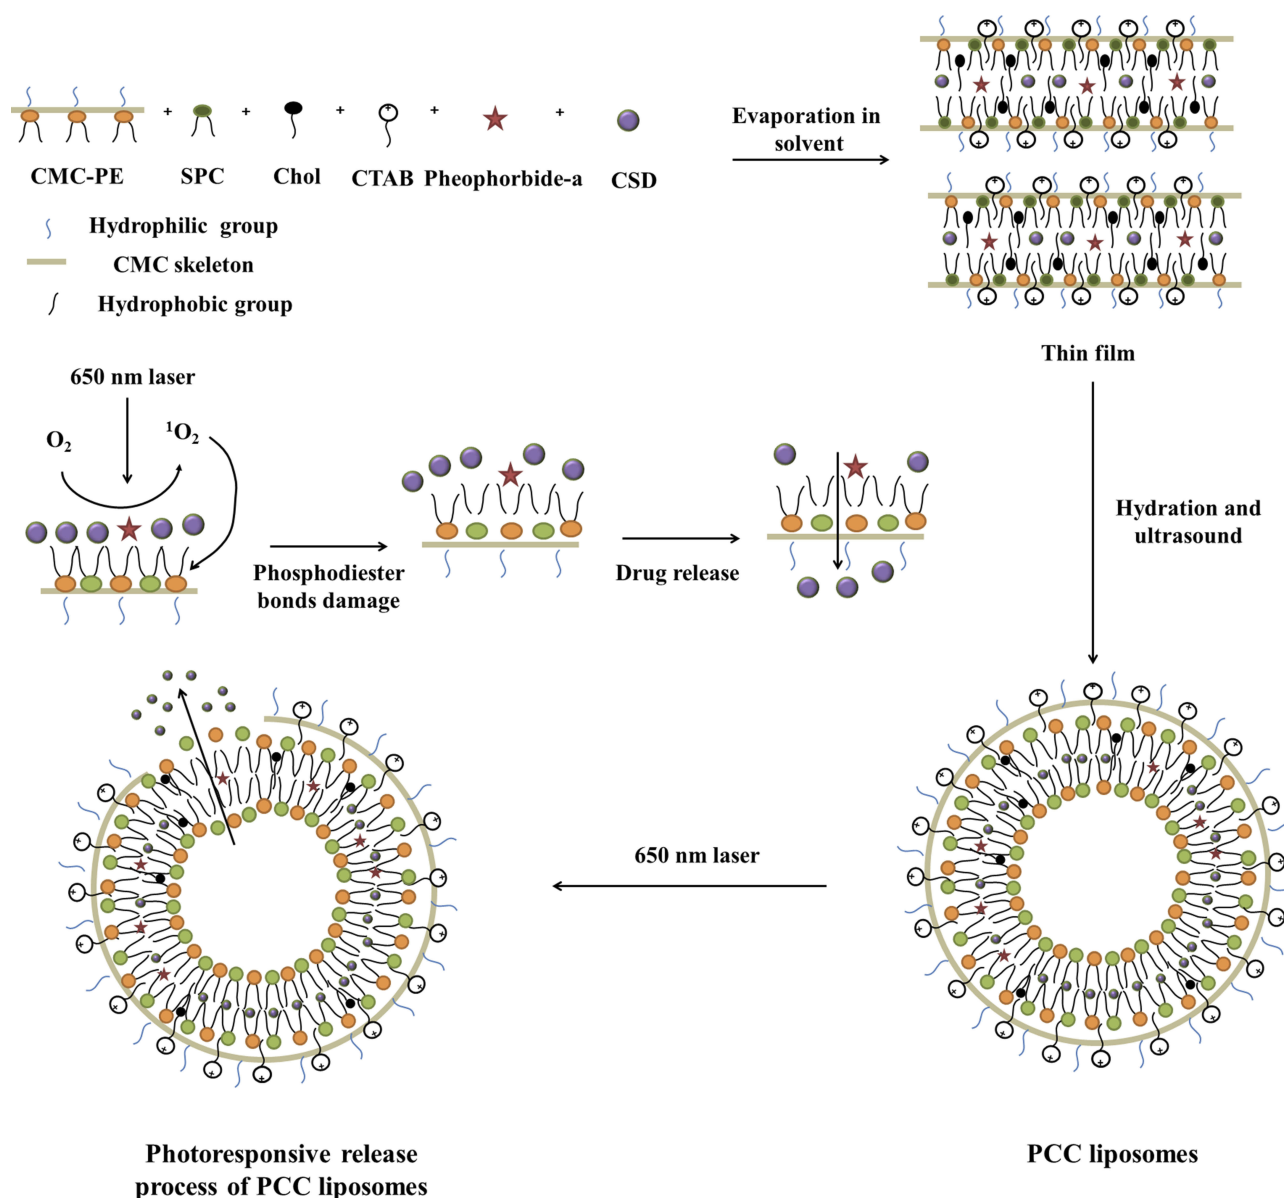 + + + + + +
CMC-PE SPC Chol CTAB Pheophorbide-a CSD
Hydrophilic group
CMC skeleton
Hydrophobic group
Evaporation in
solvent
Thin film
650 nm laser
O₂ ¹O₂
Phosphodiester
bonds damage
Drug release
Hydration and
ultrasound
650 nm laser
Photoresponsive release
process of PCC liposomes
PCC liposomes